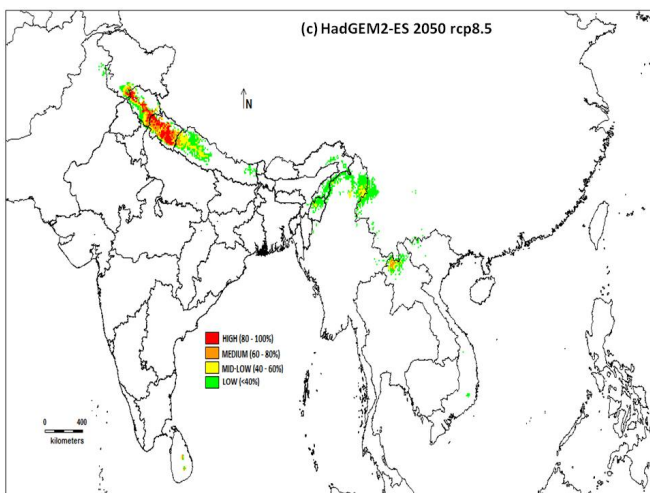 (c) HadGEM2-ES 2050 rcp8.5
N
HIGH (80 - 100%)
MEDIUM (60 - 80%)
MID-LOW (40 - 60%)
LOW (<40%)
0 400
kilometers